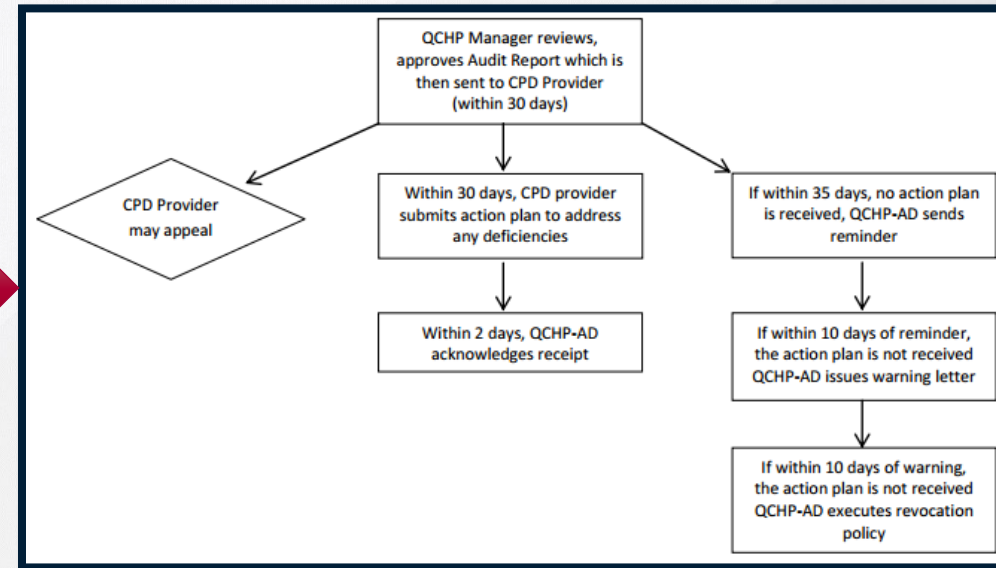 QCHP Manager reviews,
approves Audit Report which is
then sent to CPD Provider
(within 30 days)
CPD Provider
may appeal
Within 30 days, CPD provider
submits action plan to address
any deficiencies
If within 35 days, no action plan
is received, QCHP-AD sends
reminder
Within 2 days, QCHP-AD
acknowledges receipt
If within 10 days of reminder,
the action plan is not received
QCHP-AD issues warning letter
If within 10 days of warning,
the action plan is not received
QCHP-AD executes revocation
policy